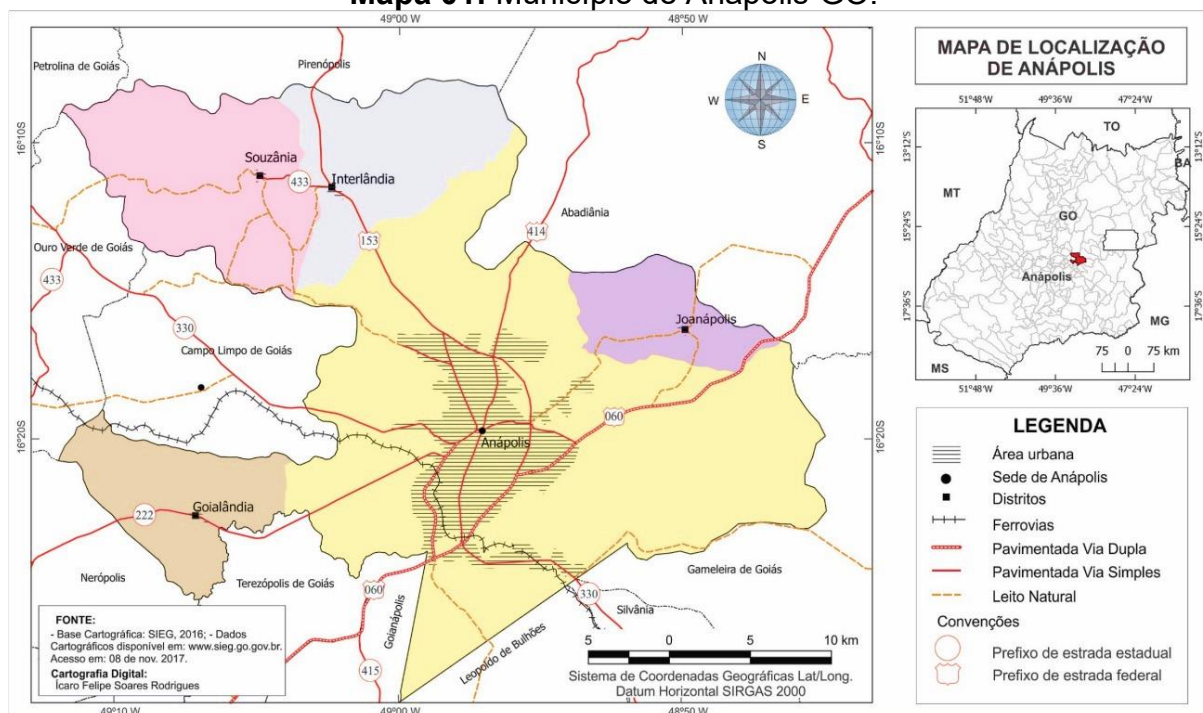 Mapa 01: Município de Anápolis-GO.
49°00 W
48°50 W
Petrolina de Goiás
Pirenópolis
N
W
E
S
16°10S
16°10S
Souzânia
433
Interlândia
Abadiânia
153
414
Ouro Verde de Goiás
433
Joanápolis
330
Campo Limpo de Goiás
060
16°20S
16°20S
Anápolis
Goialândia
222
Nerópolis
Terezópolis de Goiás
Gameleira de Goiás
060
330
Silvânia
Goianápolis
Leopoldo de Bulhões
415
FONTE:
- Base Cartográfica: SIEG, 2016; - Dados
Cartográficos disponível em: www.sieg.go.gov.br.
Acesso em: 08 de nov. 2017.
Cartografia Digital:
Ícaro Felipe Soares Rodrigues
5 0 5 10 km
Sistema de Coordenadas Geográficas Lat/Long.
Datum Horizontal SIRGAS 2000
49°10 W
49°00 W
48°50 W
MAPA DE LOCALIZAÇÃO
DE ANÁPOLIS
51°48 W
49°36 W
47°24 W
13°12'S
13°12'S
TO
BA
MT
GO
15°24'S
15°24'S
Anápolis
17°36'S
17°36'S
MG
75 0 75 km
MS
51°48 W
49°36 W
47°24 W
LEGENDA
Área urbana
Sede de Anápolis
Distritos
Ferrovias
Pavimentada Via Dupla
Pavimentada Via Simples
Leito Natural
Convenções
Prefixo de estrada estadual
Prefixo de estrada federal